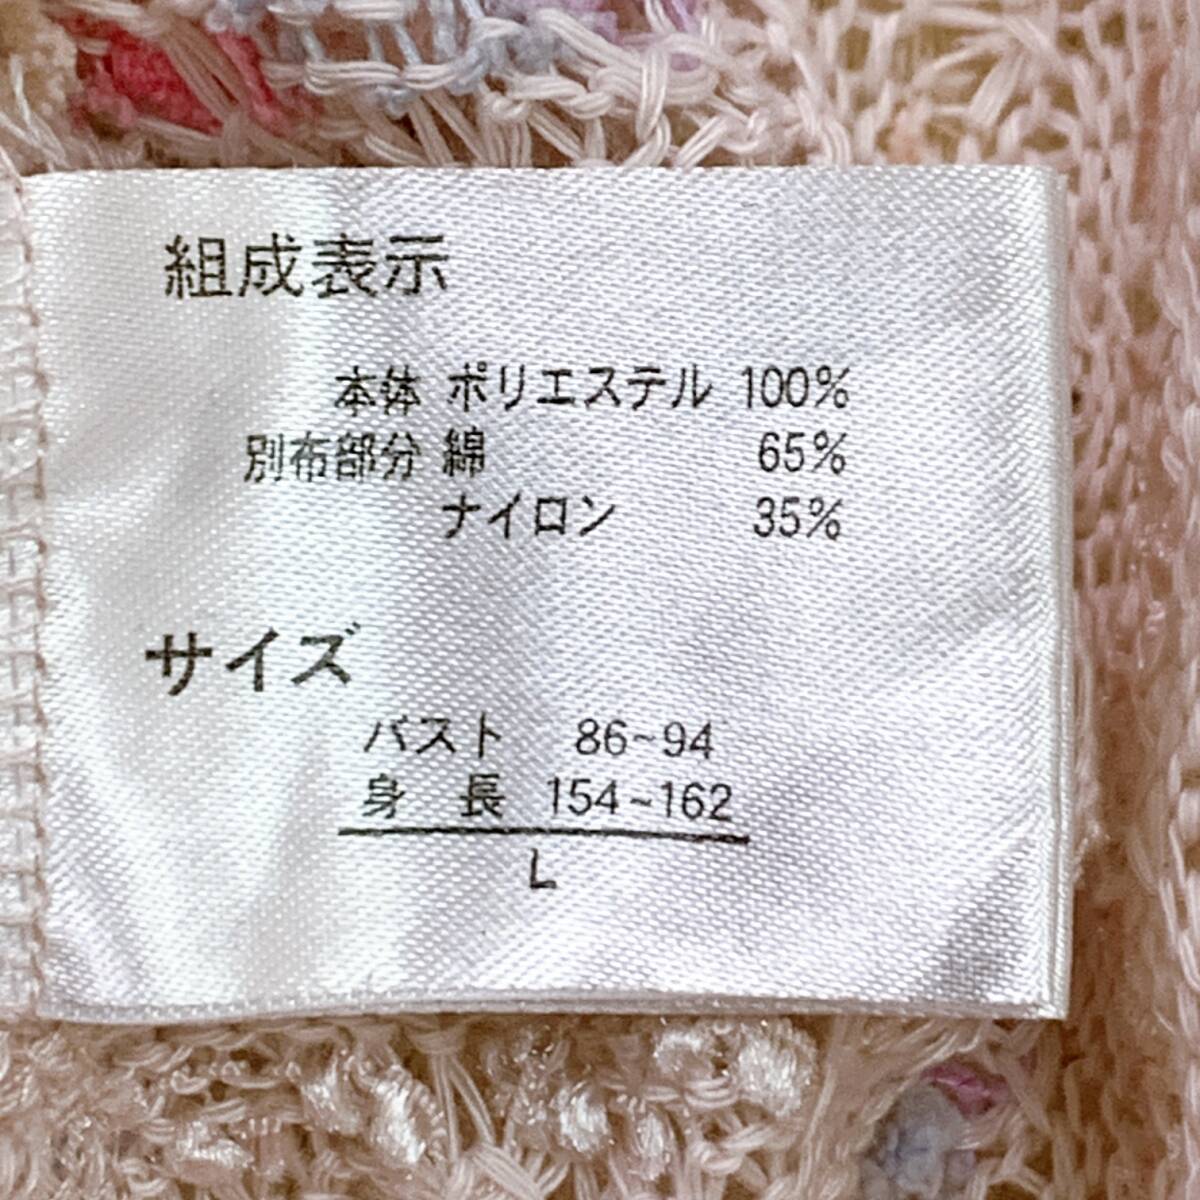 組成表示
本体 ポリエステル 100%
別布部分 綿 65%
ナイロン 35%
サイズ
バスト 86~94
身 長 154~162
L